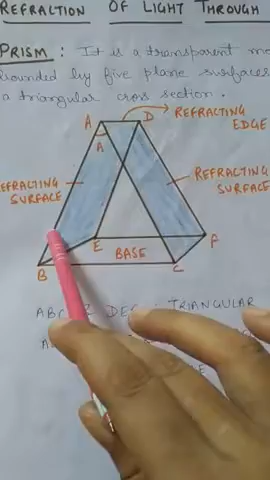 REFRACTION OF LIGHT THROUGH
PRISM : It is a transparent
bounded by five plane surfaces
a triangular cross section.
A D → REFRACTING
EDGE
A
REFRACTING
SURFACE
REFRACTING
SURFACE
E F
BASE
B C
ABC & DEF : TRIANGULAR